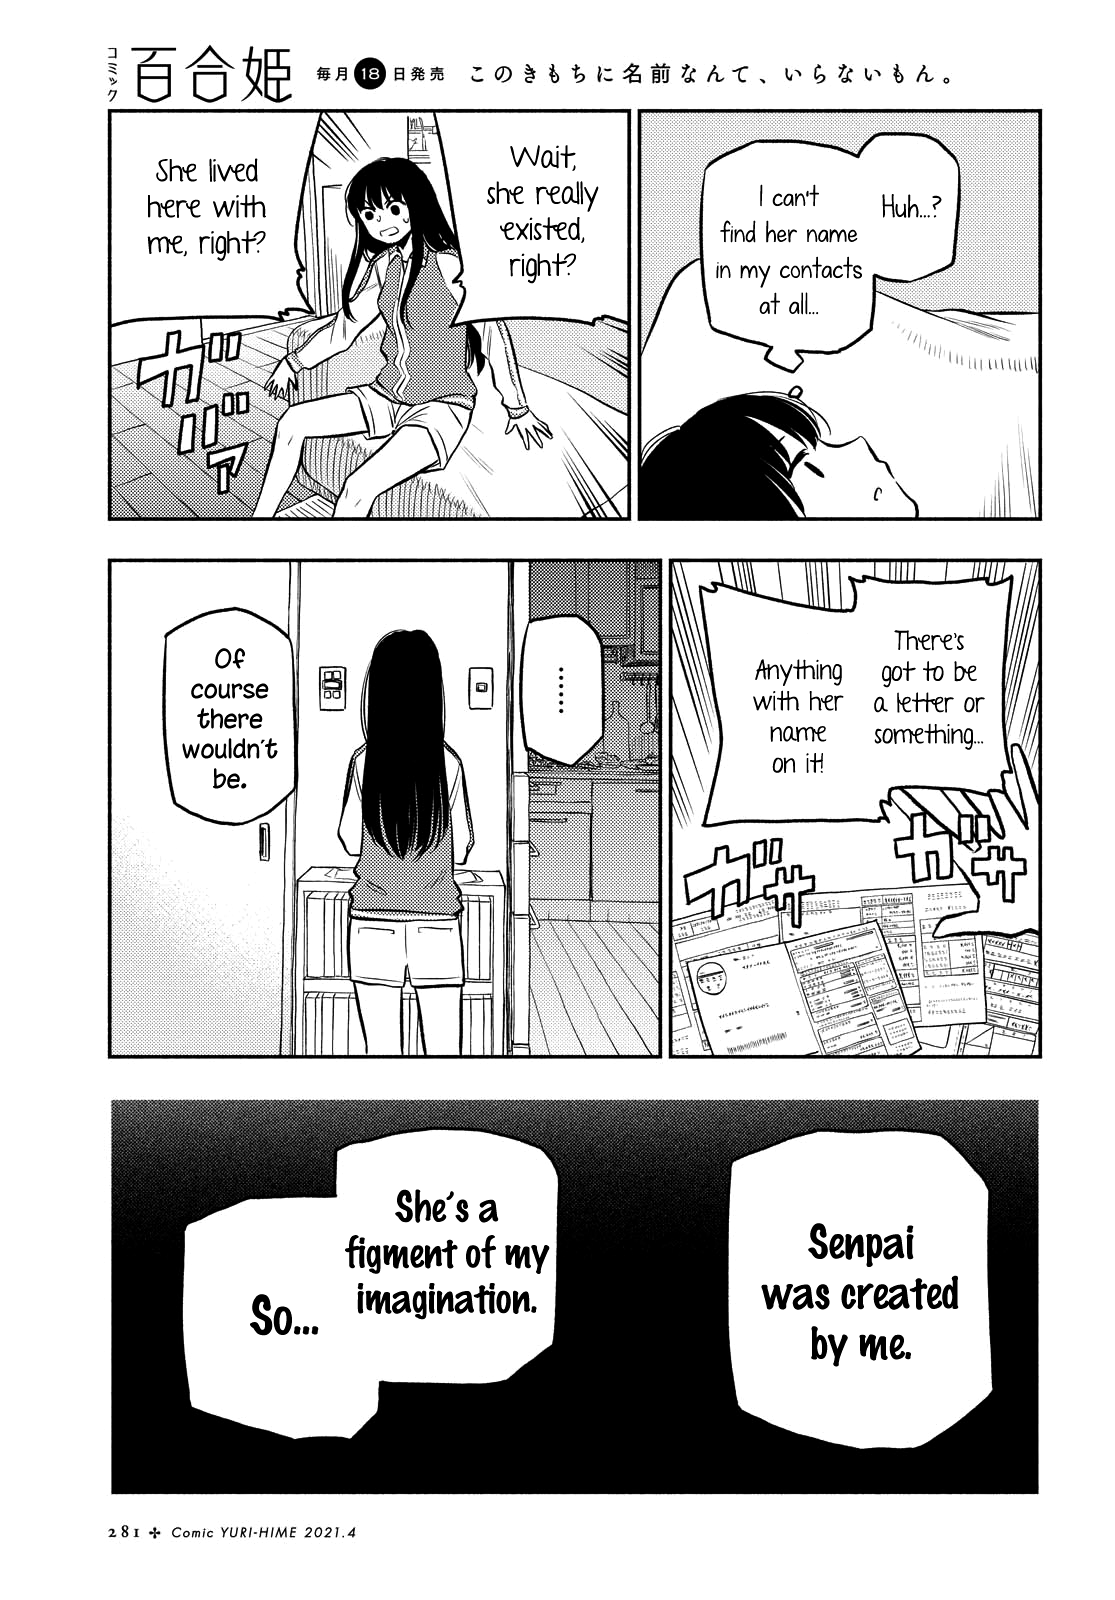 コミック
百合姫
毎月18日発売
このきもちに名前なんて、いらないもん。
Huh...?
I can't
find her name
in my contacts
at all...
Wait,
she really
existed,
right?
She lived
here with
me, right?
ガバァ
There's
got to be
a letter or
something...
Anything
with her
name
on it!
ガサ
ガサ
.......
Of
course
there
wouldn't
be.
Senpai
was created
by me.
She's a
figment of my
imagination.
So...
281 ✣ Comic YURI-HIME 2021.4